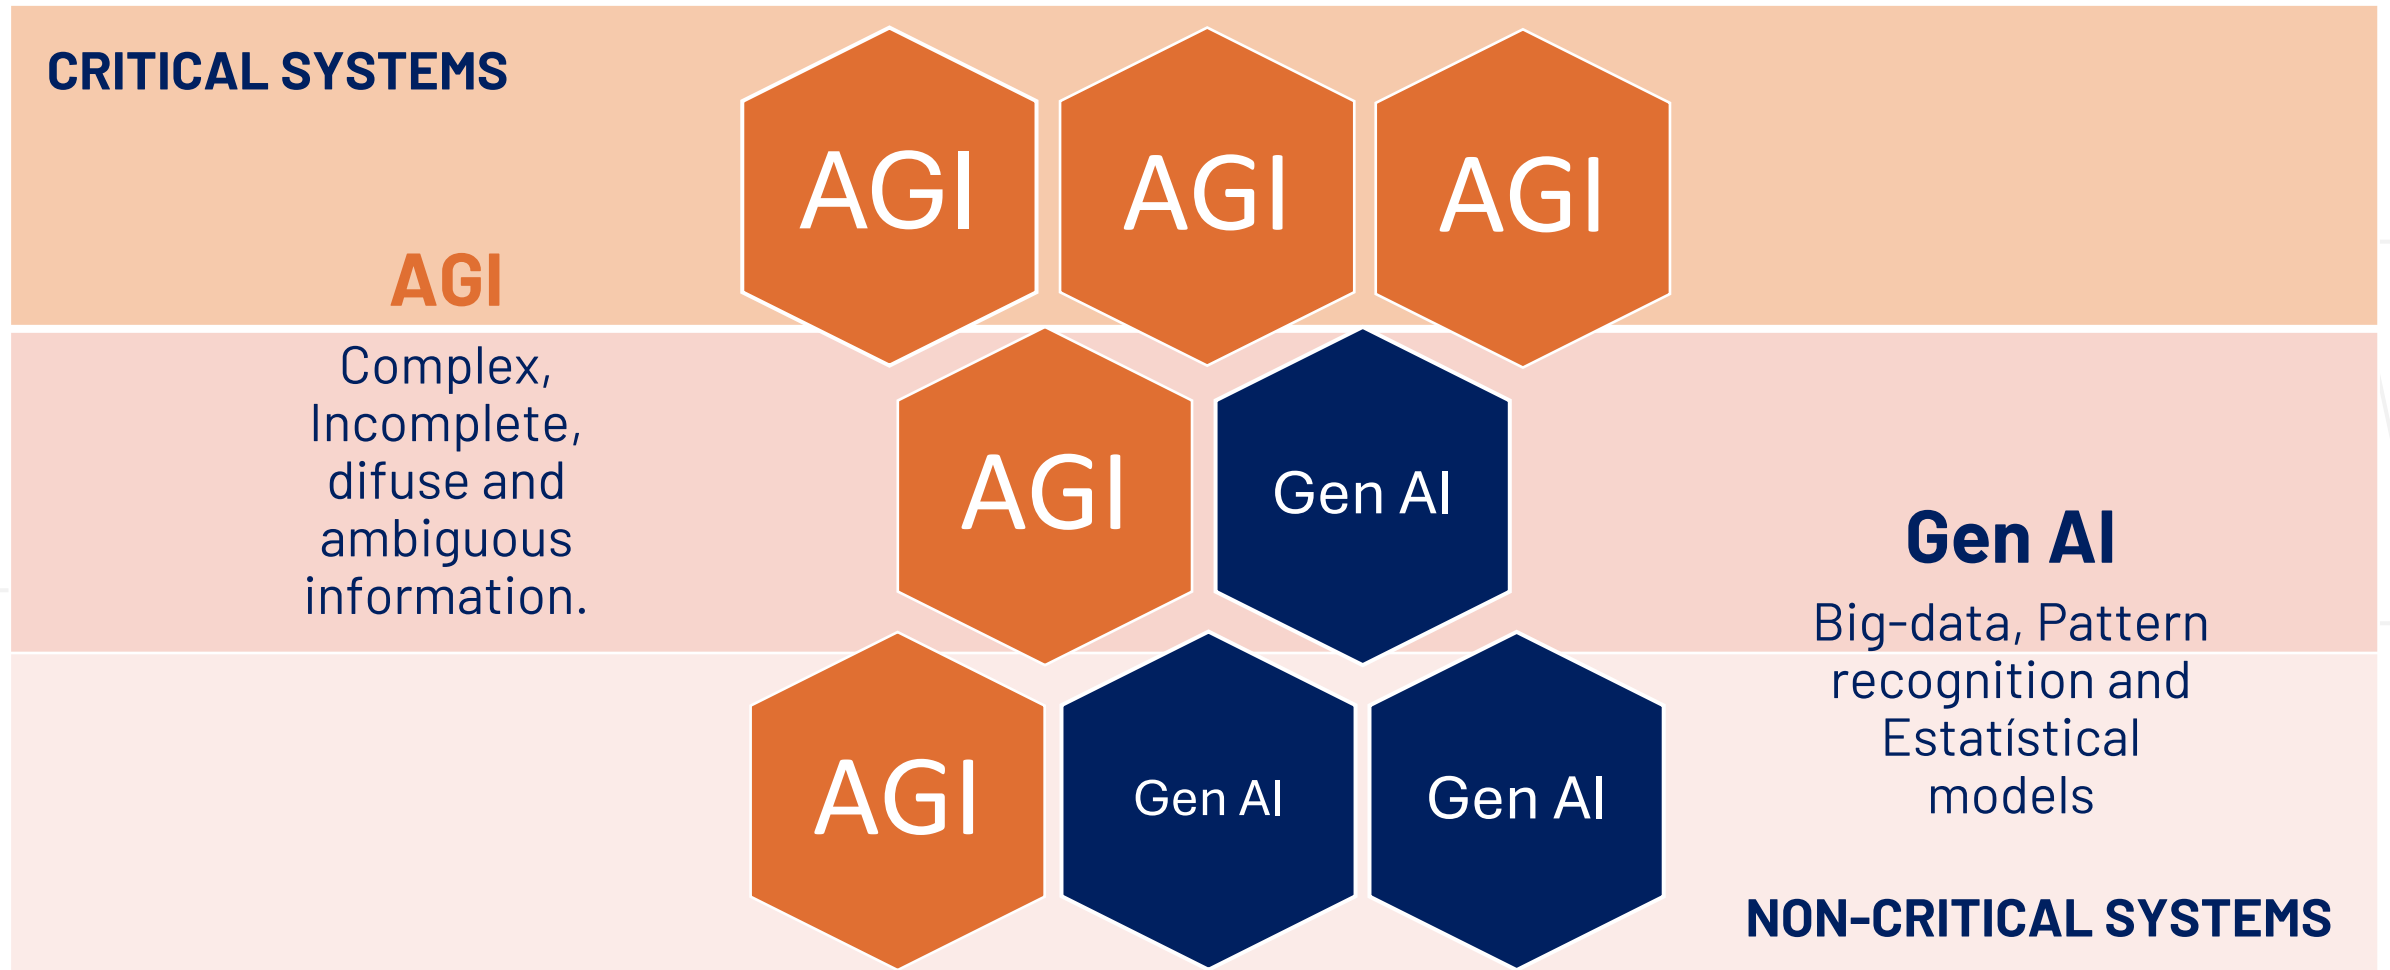 CRITICAL SYSTEMS
AGI
AGI
AGI
AGI
Complex,
Incomplete,
difuse and
ambiguous
information.
AGI
Gen AI
Gen AI
Big-data, Pattern
recognition and
Estatístical
models
AGI
Gen AI
Gen AI
NON-CRITICAL SYSTEMS